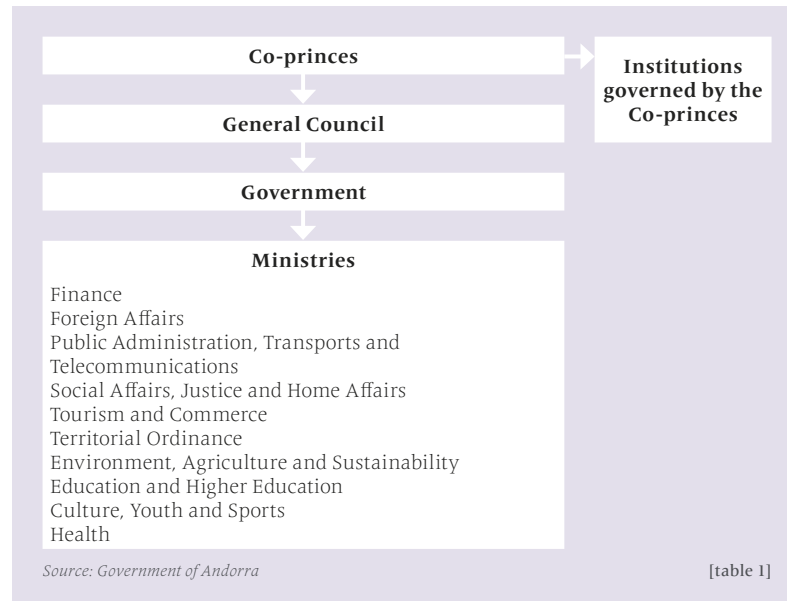 Co-princes
Institutions
governed by the
Co-princes
General Council
Government
Ministries
Finance
Foreign Affairs
Public Administration, Transports and
Telecommunications
Social Affairs, Justice and Home Affairs
Tourism and Commerce
Territorial Ordinance
Environment, Agriculture and Sustainability
Education and Higher Education
Culture, Youth and Sports
Health
Source: Government of Andorra
[table 1]